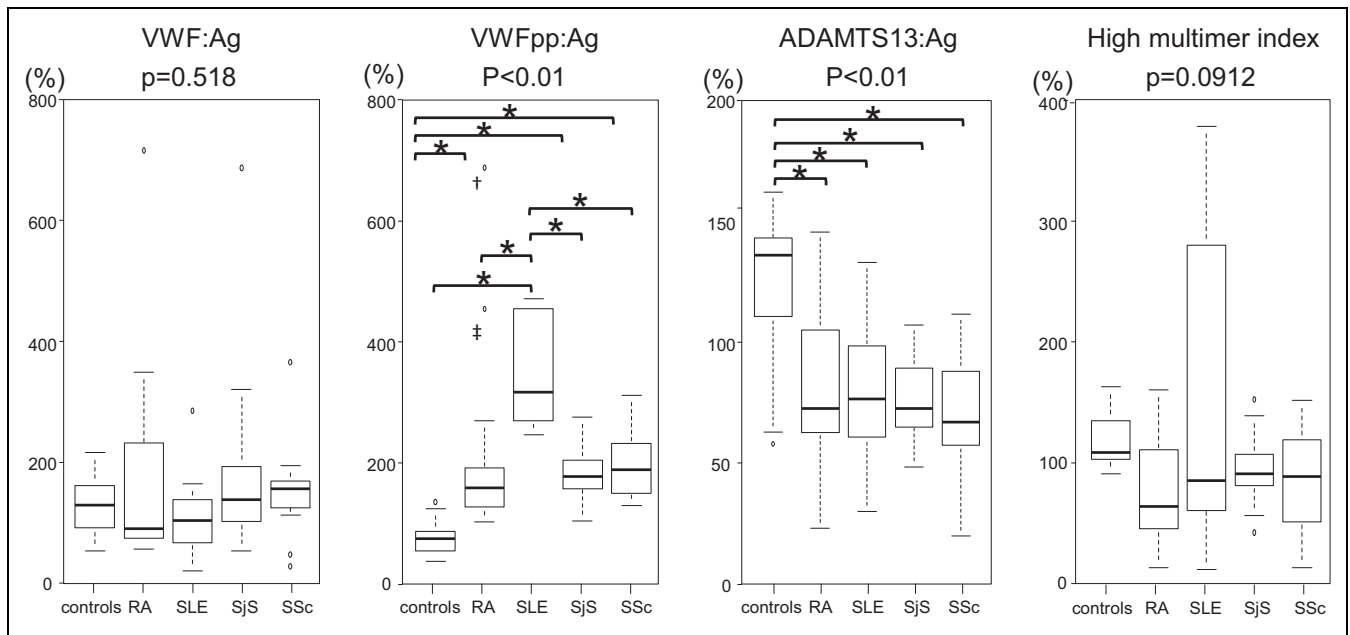 VWF:Ag
(%) p=0.518
800
600
400
200
0
controls RA SLE SjS SSc
VWFpp:Ag
(%) P<0.01
800
*
*
*
‡
600
*
*
*
*
‡
‡
400
200
0
controls RA SLE SjS SSc
ADAMTS13:Ag
(%) P<0.01
200
*
*
*
*
150
100
50
0
controls RA SLE SjS SSc
High multimer index
(%) p=0.0912
400
300
200
100
0
controls RA SLE SjS SSc